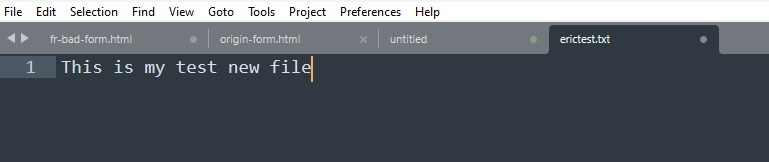 File Edit Selection Find View Goto Tools Project Preferences Help
fr-bad-form.html origin-form.html untitled erictest.txt
1 This is my test new file